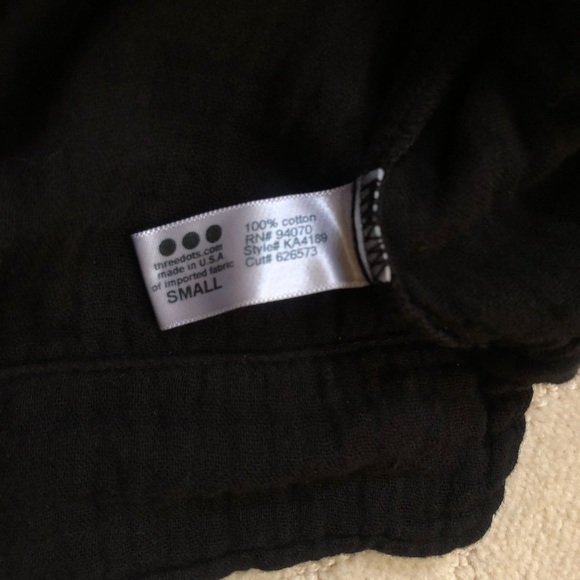 threedots.com
made in U.S.A
of imported fabric
SMALL
100% cotton
RN# 94070
Style# KA4189
Cut# 626573